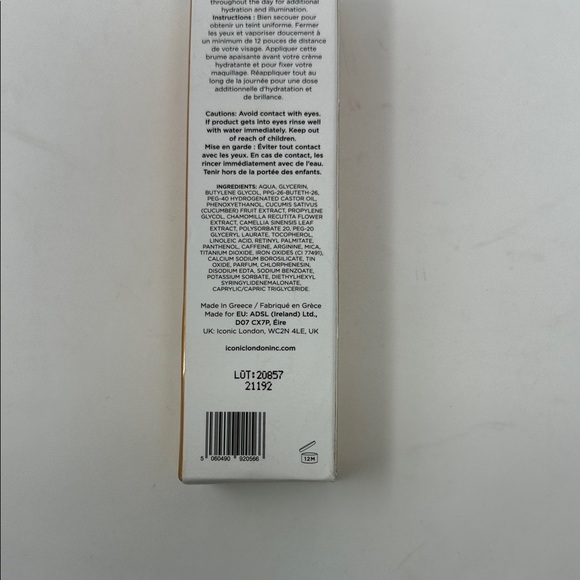 throughout the day for additional
hydration and illumination.
Instructions : Bien secouer pour
obtenir un teint uniforme. Fermer
les yeux et vaporiser doucement à
un minimum de 12 pouces de distance
de votre visage. Appliquer cette
brume apaisante avant votre crème
hydratante et pour fixer votre
maquillage. Réappliquer tout au
long de la journée pour une dose
additionnelle d'hydratation et
de brillance.
Cautions: Avoid contact with eyes.
If product gets into eyes rinse well
with water immediately. Keep out
of reach of children.
Mise en garde : Éviter tout contact
avec les yeux. En cas de contact, les
rincer immédiatement avec de l'eau.
Tenir hors de la portée des enfants.
INGREDIENTS: AQUA, GLYCERIN,
BUTYLENE GLYCOL, PPG-26-BUTETH-26,
PEG-40 HYDROGENATED CASTOR OIL,
PHENOXYETHANOL, CUCUMIS SATIVUS
(CUCUMBER) FRUIT EXTRACT, PROPYLENE
GLYCOL, CHAMOMILLA RECUTITA FLOWER
EXTRACT, CAMELLIA SINENSIS LEAF
EXTRACT, POLYSORBATE 20, PEG-20
GLYCERYL LAURATE, TOCOPHEROL,
LINOLEIC ACID, RETINYL PALMITATE,
PANTHENOL, CAFFEINE, ARGININE, MICA,
TITANIUM DIOXIDE, IRON OXIDES (CI 77491),
CALCIUM SODIUM BOROSILICATE, TIN
OXIDE, PARFUM, CHLORPHENESIN,
DISODIUM EDTA, SODIUM BENZOATE,
POTASSIUM SORBATE, DIETHYLHEXYL
SYRINGYLIDENEMALONATE,
CAPRYLIC/CAPRIC TRIGLYCERIDE.
Made In Greece / Fabriqué en Grèce
Made for EU: ADSL (Ireland) Ltd.,
D07 CX7P, Éire
UK: Iconic London, WC2N 4LE, UK
iconiclondoninc.com
LOT:20857
21192
5 060490 920566
12M